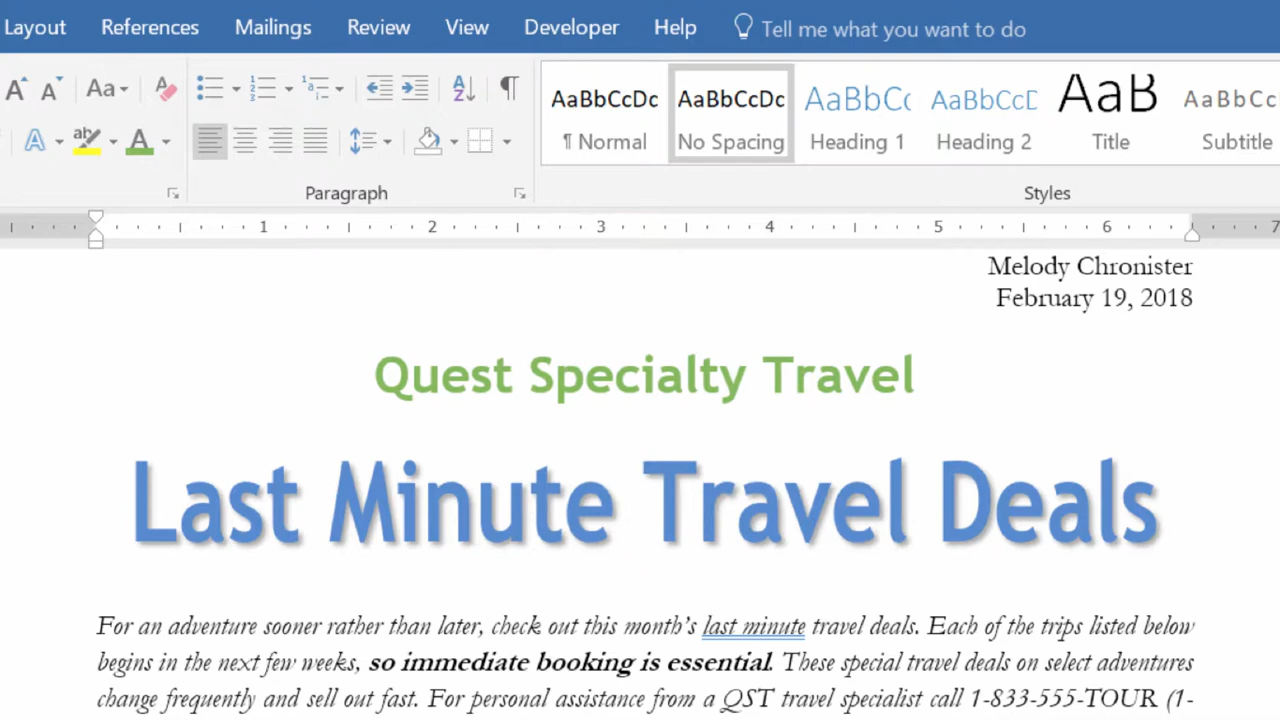 Layout References Mailings Review View Developer Help Tell me what you want to do
A A Aa A
A aby A
Paragraph Styles
AaBbCcDc AaBbCcDc AaBbCc AaBbCcD AaB AaBbCc
¶ Normal No Spacing Heading 1 Heading 2 Title Subtitle
1 2 3 4 5 6 7
Melody Chronister
February 19, 2018
Quest Specialty Travel
Last Minute Travel Deals
For an adventure sooner rather than later, check out this month's last minute travel deals. Each of the trips listed below
begins in the next few weeks, so immediate booking is essential. These special travel deals on select adventures
change frequently and sell out fast. For personal assistance from a QST travel specialist call 1-833-555-TOUR (1-